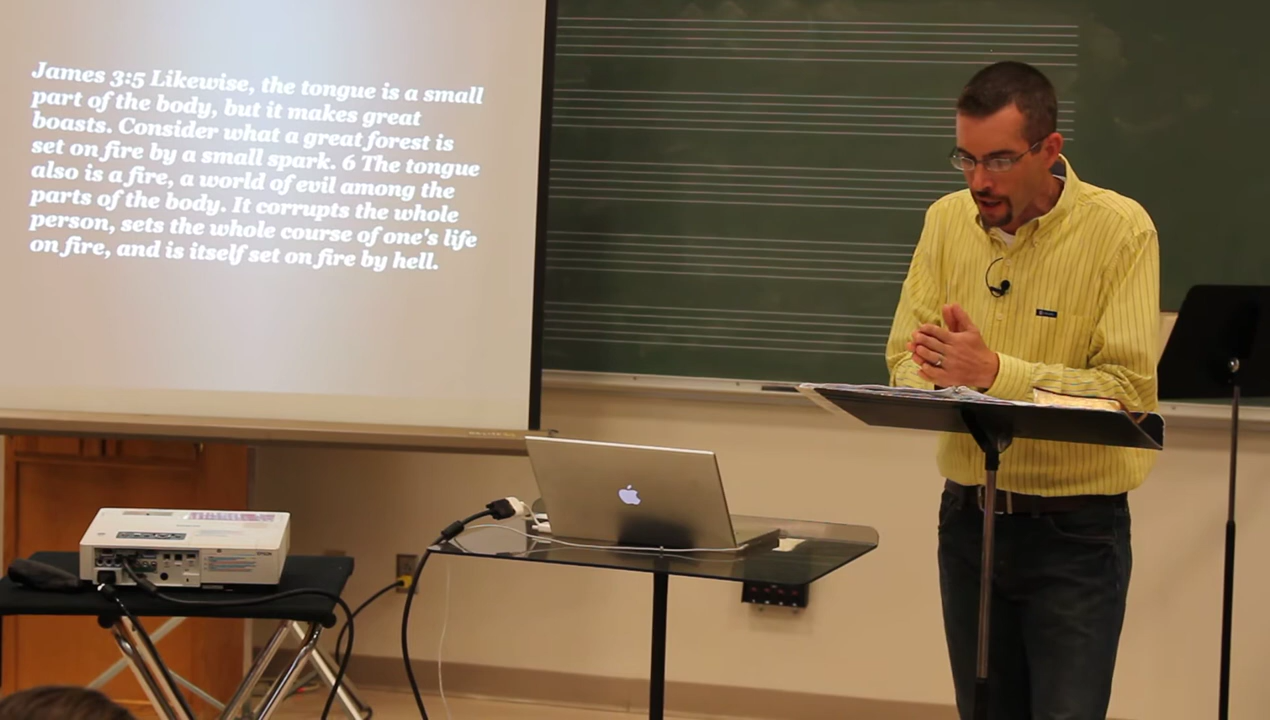 James 3:5 Likewise, the tongue is a small
part of the body, but it makes great
boasts. Consider what a great forest is
set on fire by a small spark. 6 The tongue
also is a fire, a world of evil among the
parts of the body. It corrupts the whole
person, sets the whole course of one's life
on fire, and is itself set on fire by hell.